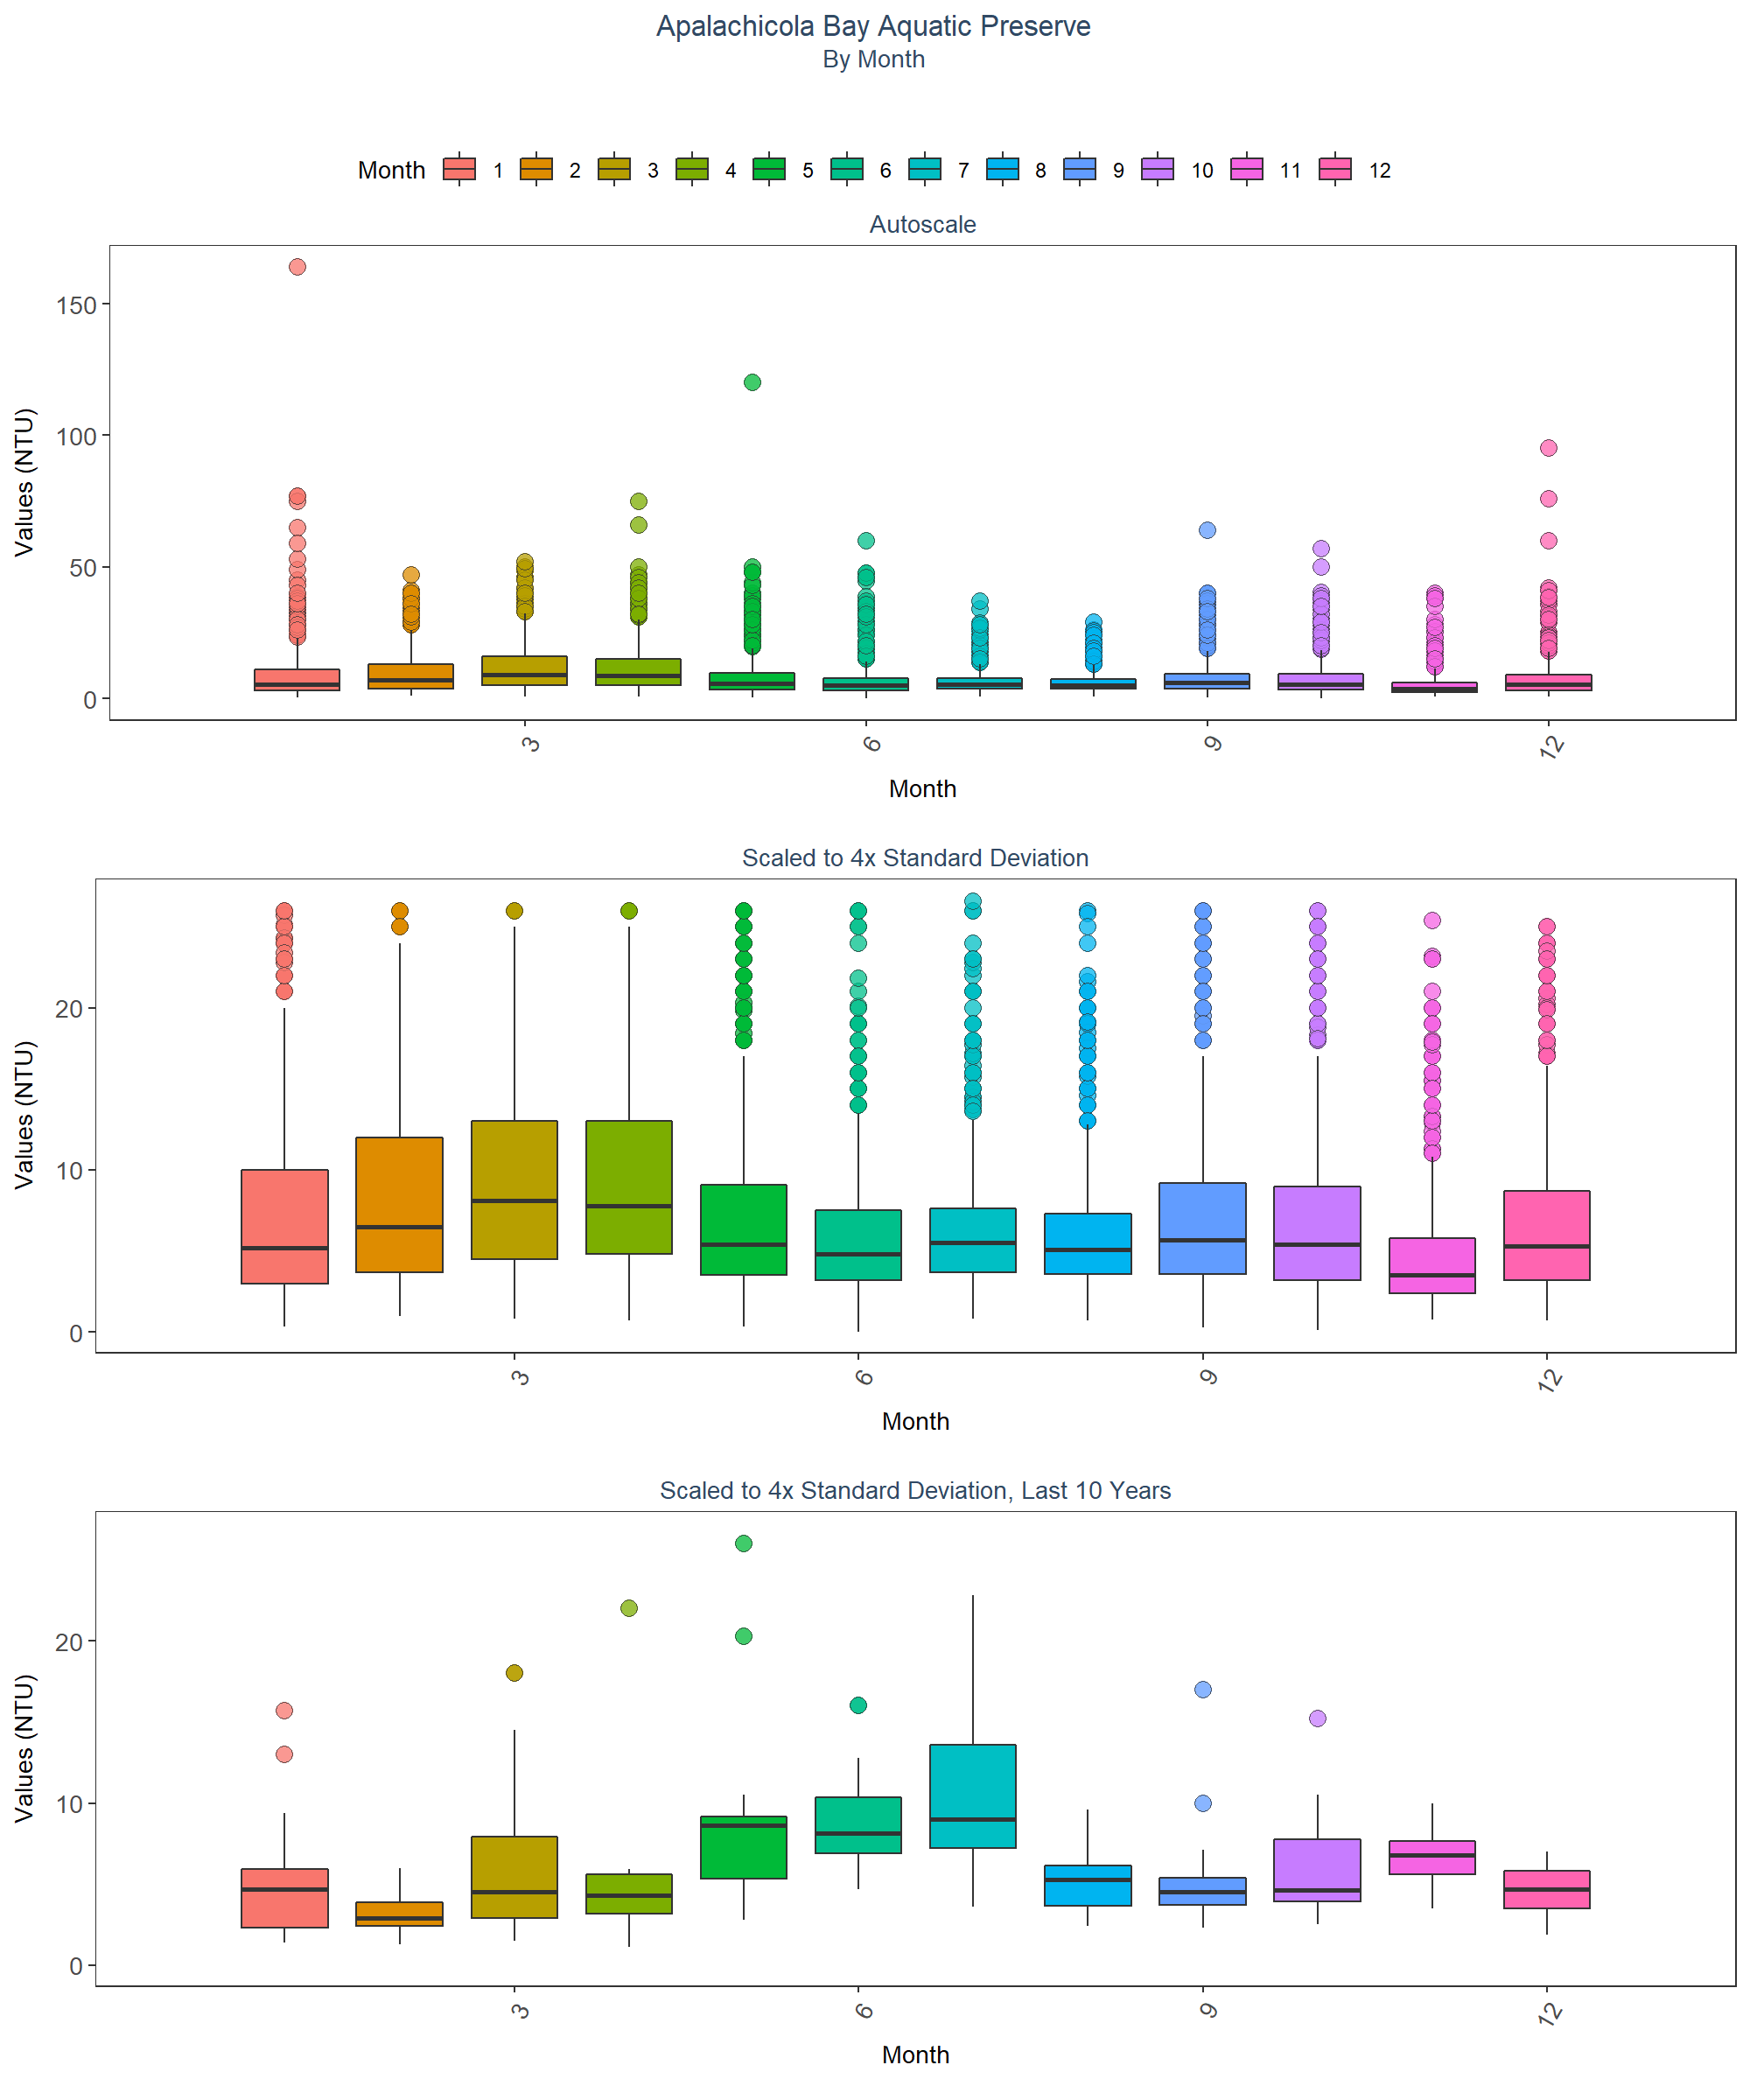 Apalachicola Bay Aquatic Preserve
By Month
Month 1 2 3 4 5 6 7 8 9 10 11 12
Autoscale
Values (NTU)
150
100
50
0
3 6 9 12
Month
Scaled to 4x Standard Deviation
Values (NTU)
20
10
0
3 6 9 12
Month
Scaled to 4x Standard Deviation, Last 10 Years
Values (NTU)
20
10
0
3 6 9 12
Month